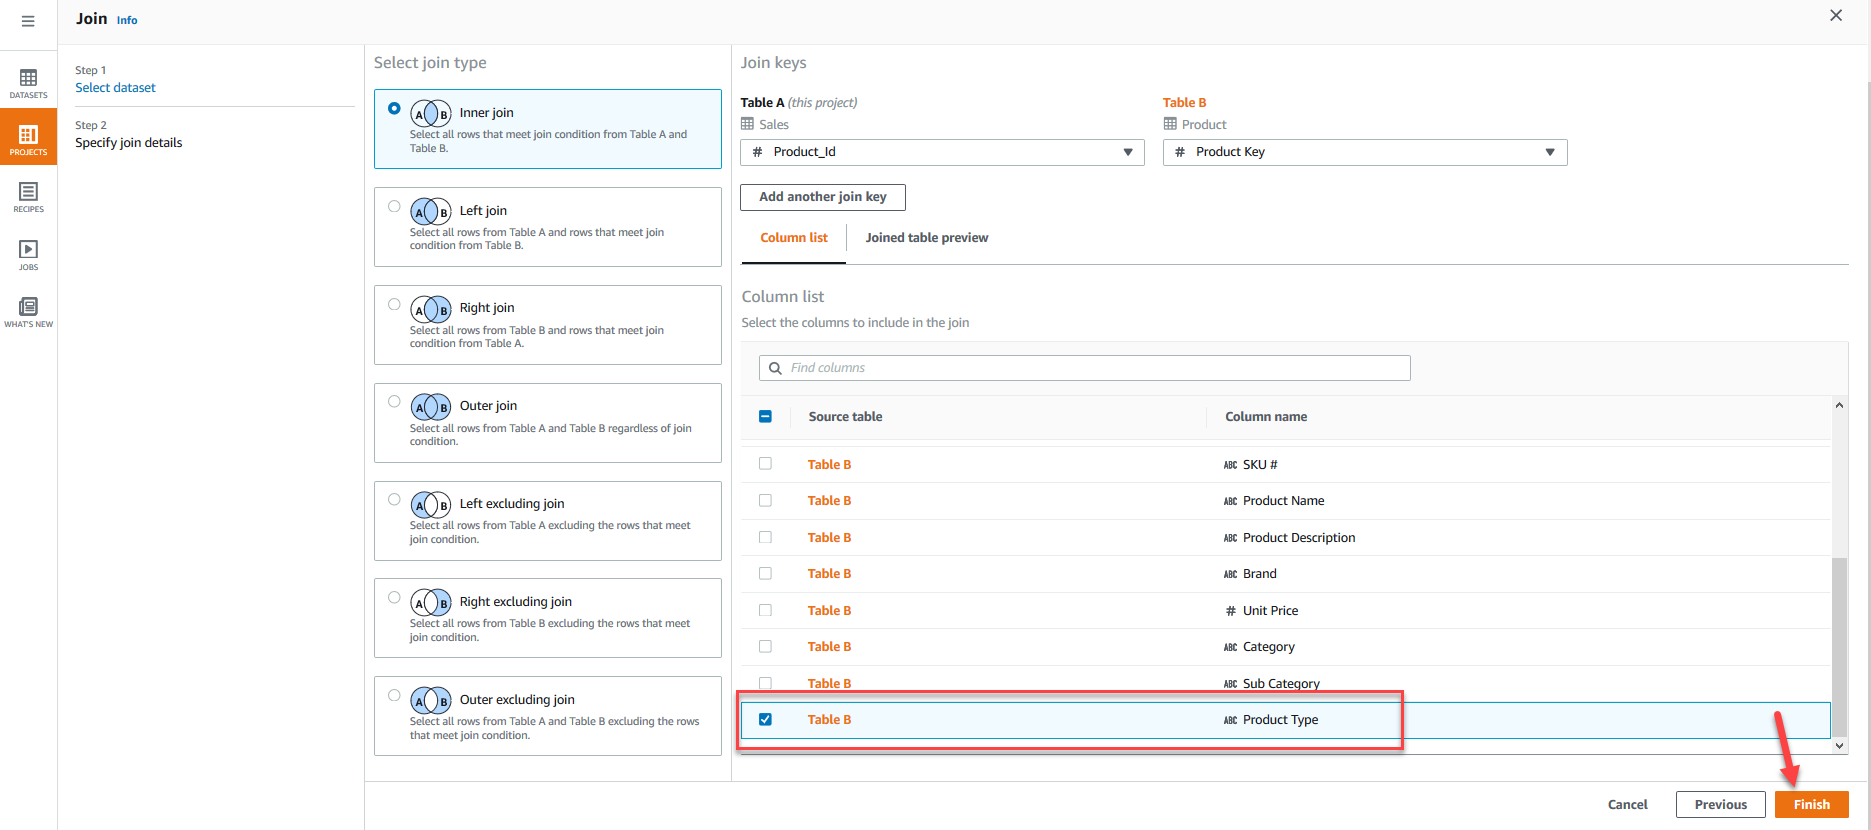 Join Info
DATASETS
PROJECTS
RECIPES
JOBS
WHAT'S NEW
Step 1
Select dataset
Step 2
Specify join details
Select join type
A B Inner join
Select all rows that meet join condition from Table A and
Table B.
A B Left join
Select all rows from Table A and rows that meet join
condition from Table B.
A B Right join
Select all rows from Table B and rows that meet join
condition from Table A.
A B Outer join
Select all rows from Table A and Table B regardless of join
condition.
A B Left excluding join
Select all rows from Table A excluding the rows that meet
join condition.
A B Right excluding join
Select all rows from Table B excluding the rows that meet
join condition.
A B Outer excluding join
Select all rows from Table A and Table B excluding the rows
that meet join condition.
Join keys
Table A (this project)
Sales
# Product_Id
Table B
Product
# Product Key
Add another join key
Column list
Joined table preview
Column list
Select the columns to include in the join
Find columns
Source table Column name
Table B ABC SKU #
Table B ABC Product Name
Table B ABC Product Description
Table B ABC Brand
Table B # Unit Price
Table B ABC Category
Table B ABC Sub Category
Table B ABC Product Type
Cancel Previous Finish